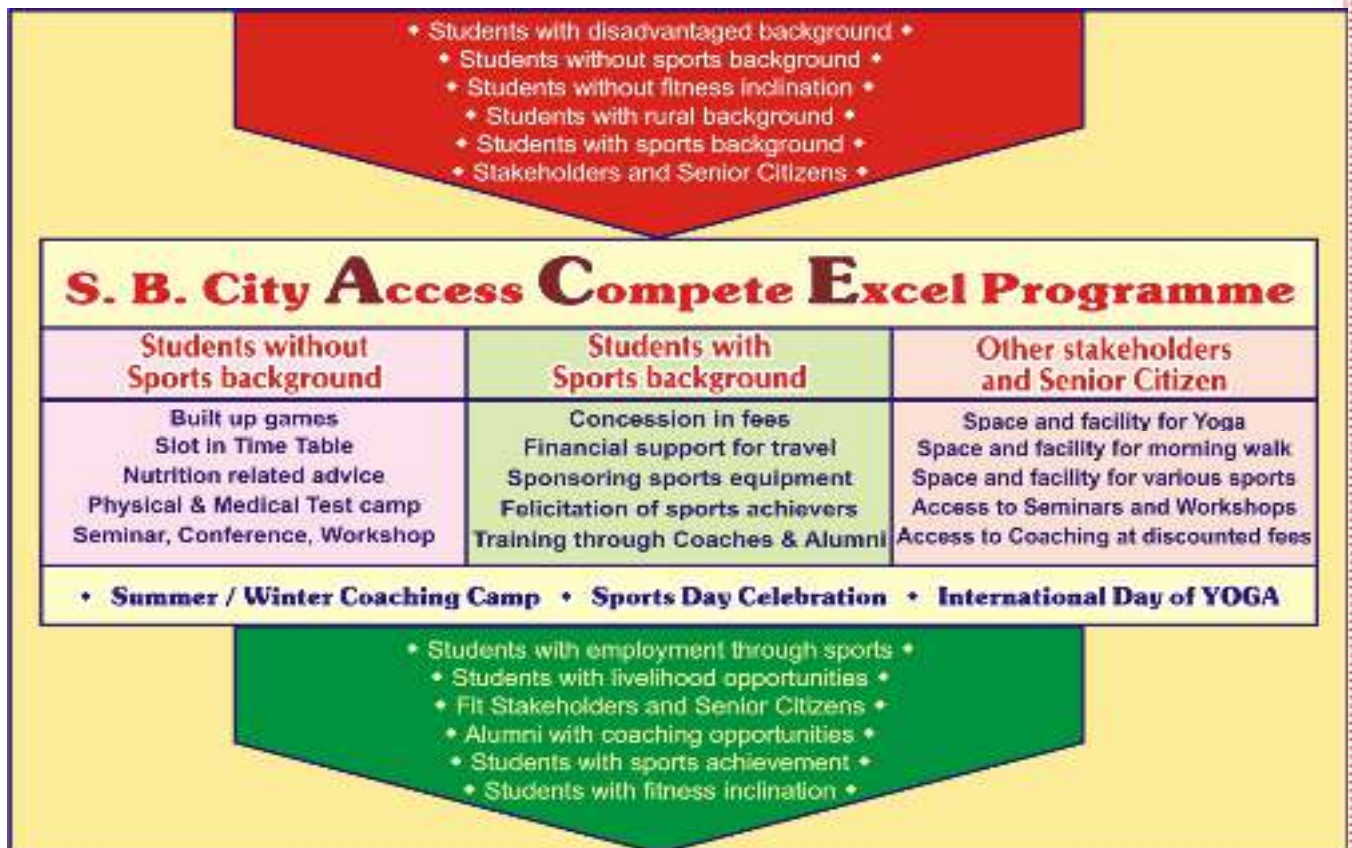 • Students with disadvantaged background •
• Students without sports background •
• Students without fitness inclination •
• Students with rural background •
• Students with sports background •
• Stakeholders and Senior Citizens •
S. B. City Access Compete Excel Programme
Students without
Sports background
Built up games
Slot in Time Table
Nutrition related advice
Physical & Medical Test camp
Seminar, Conference, Workshop
Students with
Sports background
Concession in fees
Financial support for travel
Sponsoring sports equipment
Felicitation of sports achievers
Training through Coaches & Alumni
Other stakeholders
and Senior Citizen
Space and facility for Yoga
Space and facility for morning walk
Space and facility for various sports
Access to Seminars and Workshops
Access to Coaching at discounted fees
• Summer / Winter Coaching Camp • Sports Day Celebration • International Day of YOGA
• Students with employment through sports •
• Students with livelihood opportunities •
• Fit Stakeholders and Senior Citizens •
• Alumni with coaching opportunities •
• Students with sports achievement •
• Students with fitness inclination •